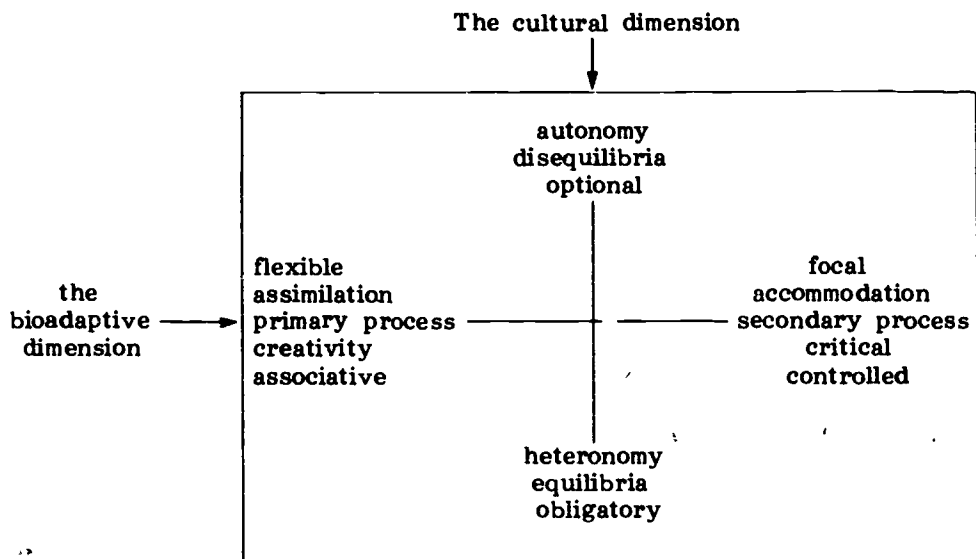 The cultural dimension
autonomy
disequilibria
optional
the
bioadaptive
dimension
flexible
assimilation
primary process
creativity
associative
focal
accommodation
secondary process
critical
controlled
heteronomy
equilibria
obligatory